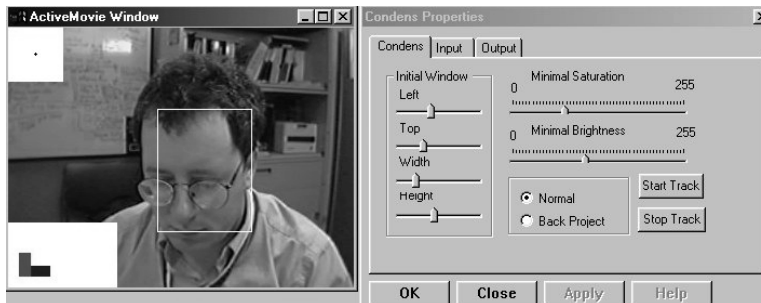 ActiveMovie Window
Condens Properties
Condens
Input
Output
Initial Window
Left
Top
Width
Height
Minimal Saturation
0
255
Minimal Brightness
0
255
Normal
Back Project
Start Track
Stop Track
OK
Close
Apply
Help